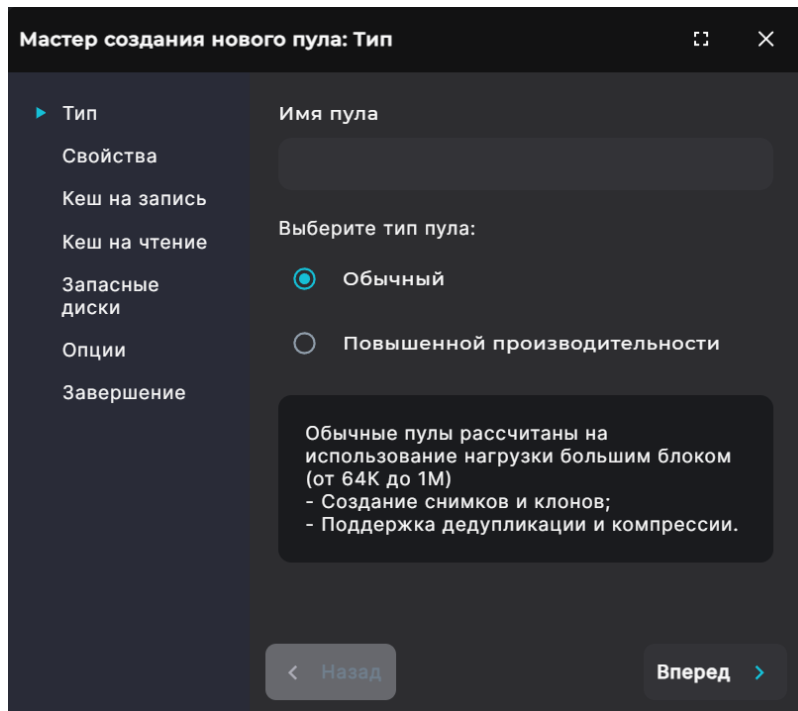 Мастер создания нового пула: Тип
Тип
Свойства
Кеш на запись
Кеш на чтение
Запасные
диски
Опции
Завершение
Имя пула
Выберите тип пула:
Обычный
Повышенной производительности
Обычные пулы рассчитаны на
использование нагрузки большим блоком
(от 64K до 1M)
- Создание снимков и клонов;
- Поддержка дедупликации и компрессии.
Назад
Вперед